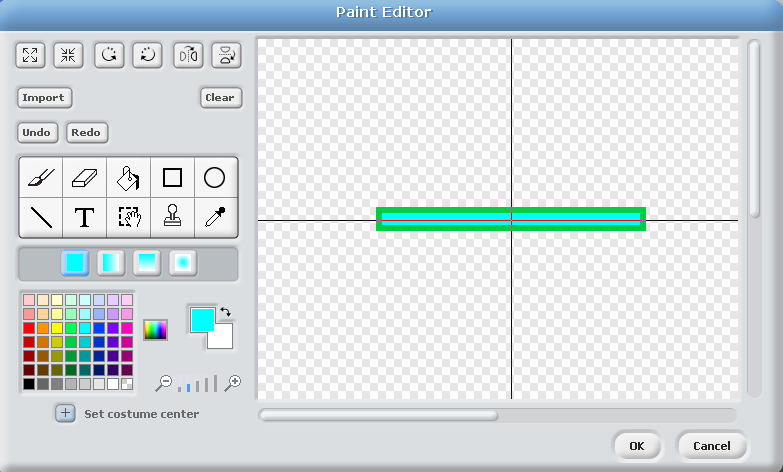 Paint Editor
Import
Clear
Undo
Redo
T
Set costume center
OK
Cancel